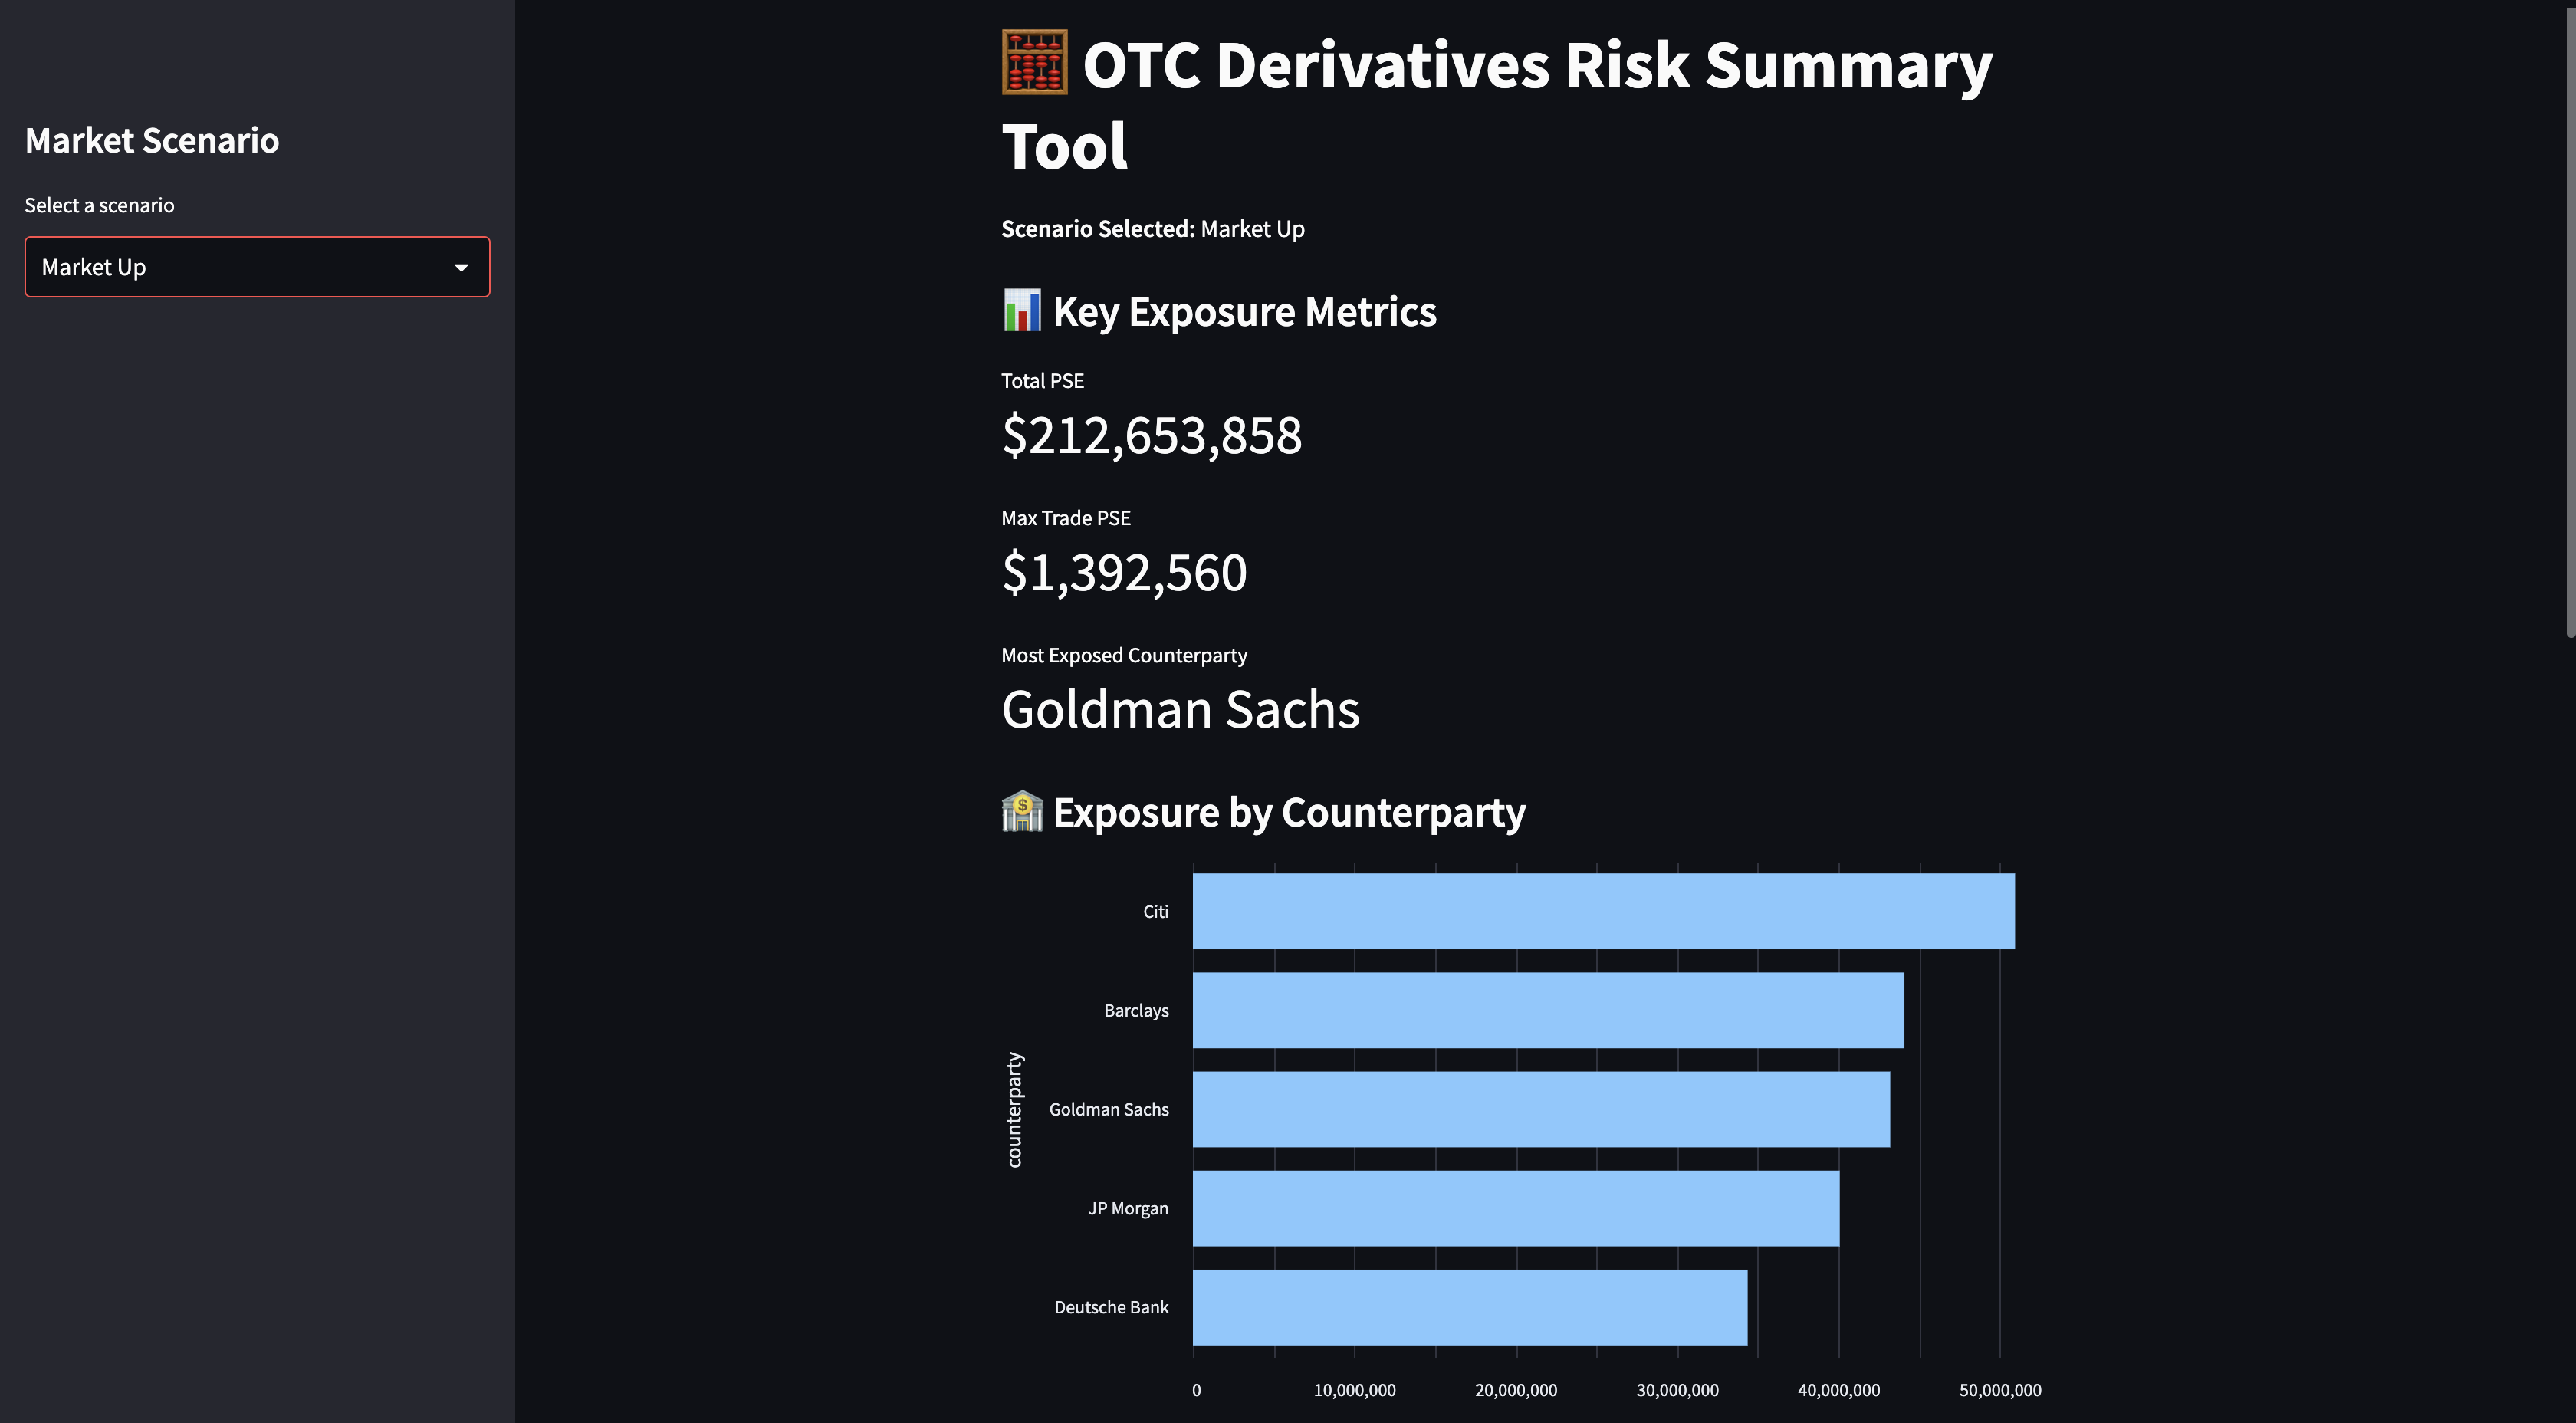 Market Scenario
Select a scenario
Market Up
OTC Derivatives Risk Summary
Tool
Scenario Selected: Market Up
Key Exposure Metrics
Total PSE
$212,653,858
Max Trade PSE
$1,392,560
Most Exposed Counterparty
Goldman Sachs
Exposure by Counterparty
counterparty
Citi
Barclays
Goldman Sachs
JP Morgan
Deutsche Bank
0 10,000,000 20,000,000 30,000,000 40,000,000 50,000,000